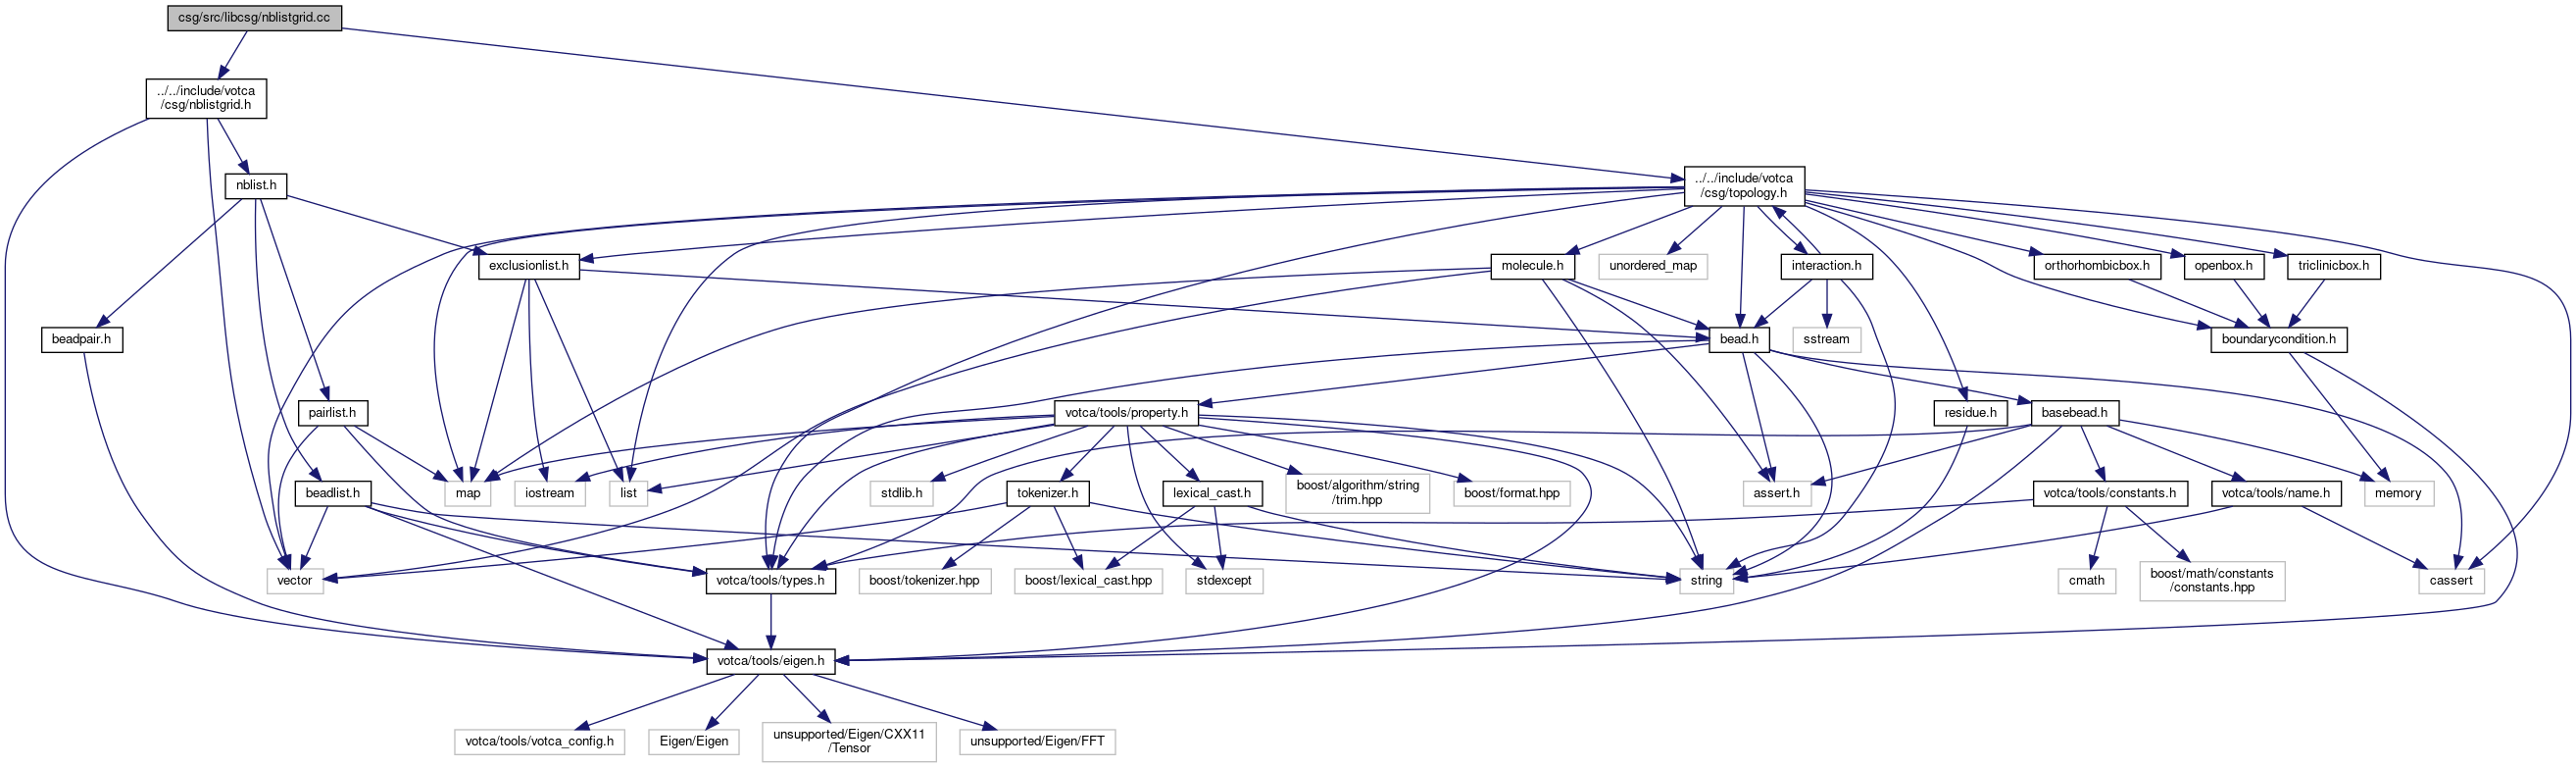 csg/src/libcsg/nblistgrid.cc
../../include/votca
/csg/nblistgrid.h
nblist.h
../../include/votca
/csg/topology.h
exclusionlist.h
molecule.h
unordered_map
interaction.h
orthorhombicbox.h
openbox.h
triclinicbox.h
beadpair.h
bead.h
sstream
boundarycondition.h
pairlist.h
votca/tools/property.h
residue.h
basebead.h
beadlist.h
map
iostream
list
stdlib.h
tokenizer.h
lexical_cast.h
boost/algorithm/string
/trim.hpp
boost/format.hpp
assert.h
votca/tools/constants.h
votca/tools/name.h
memory
vector
votca/tools/types.h
boost/tokenizer.hpp
boost/lexical_cast.hpp
stdexcept
string
cmath
boost/math/constants
/constants.hpp
cassert
votca/tools/eigen.h
votca/tools/votca_config.h
Eigen/Eigen
unsupported/Eigen/CXX11
/Tensor
unsupported/Eigen/FFT